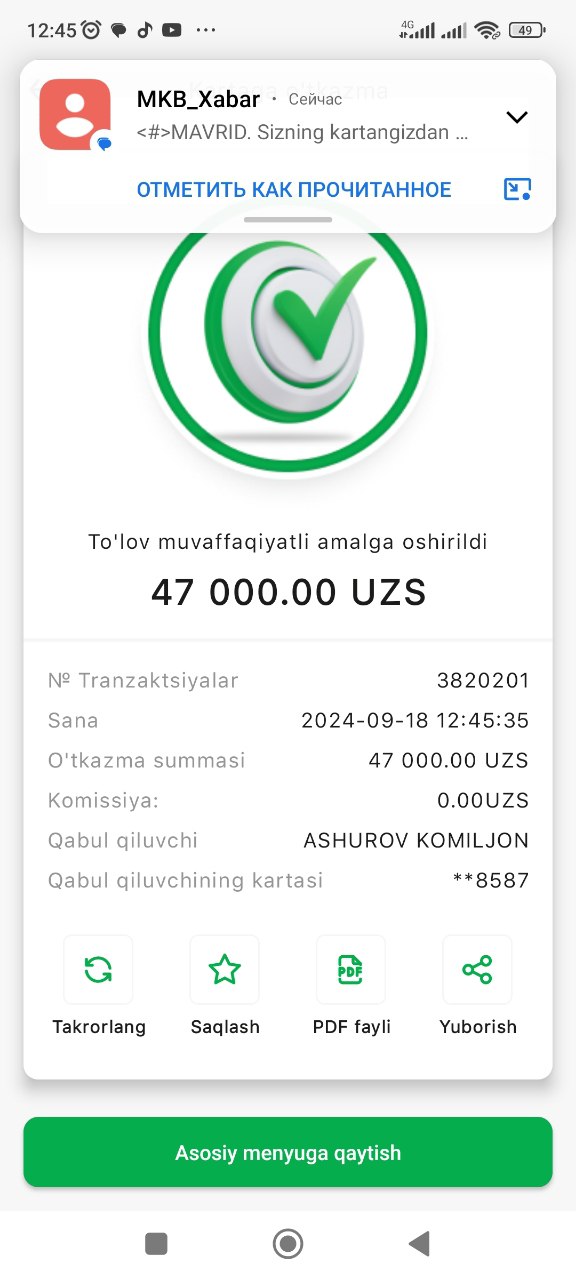 12:45
4G
49
MKB_Xabar · Сейчас
<#>MAVRID. Sizning kartangizdan ...
ОТМЕТИТЬ КАК ПРОЧИТАННОЕ
To'lov muvaffaqiyatli amalga oshirildi
47 000.00 UZS
№ Tranzaktsiyalar 3820201
Sana 2024-09-18 12:45:35
O'tkazma summasi 47 000.00 UZS
Komissiya: 0.00UZS
Qabul qiluvchi ASHUROV KOMILJON
Qabul qiluvchining kartasi **8587
PDF
Takrorlang Saqlash PDF fayli Yuborish
Asosiy menyuga qaytish